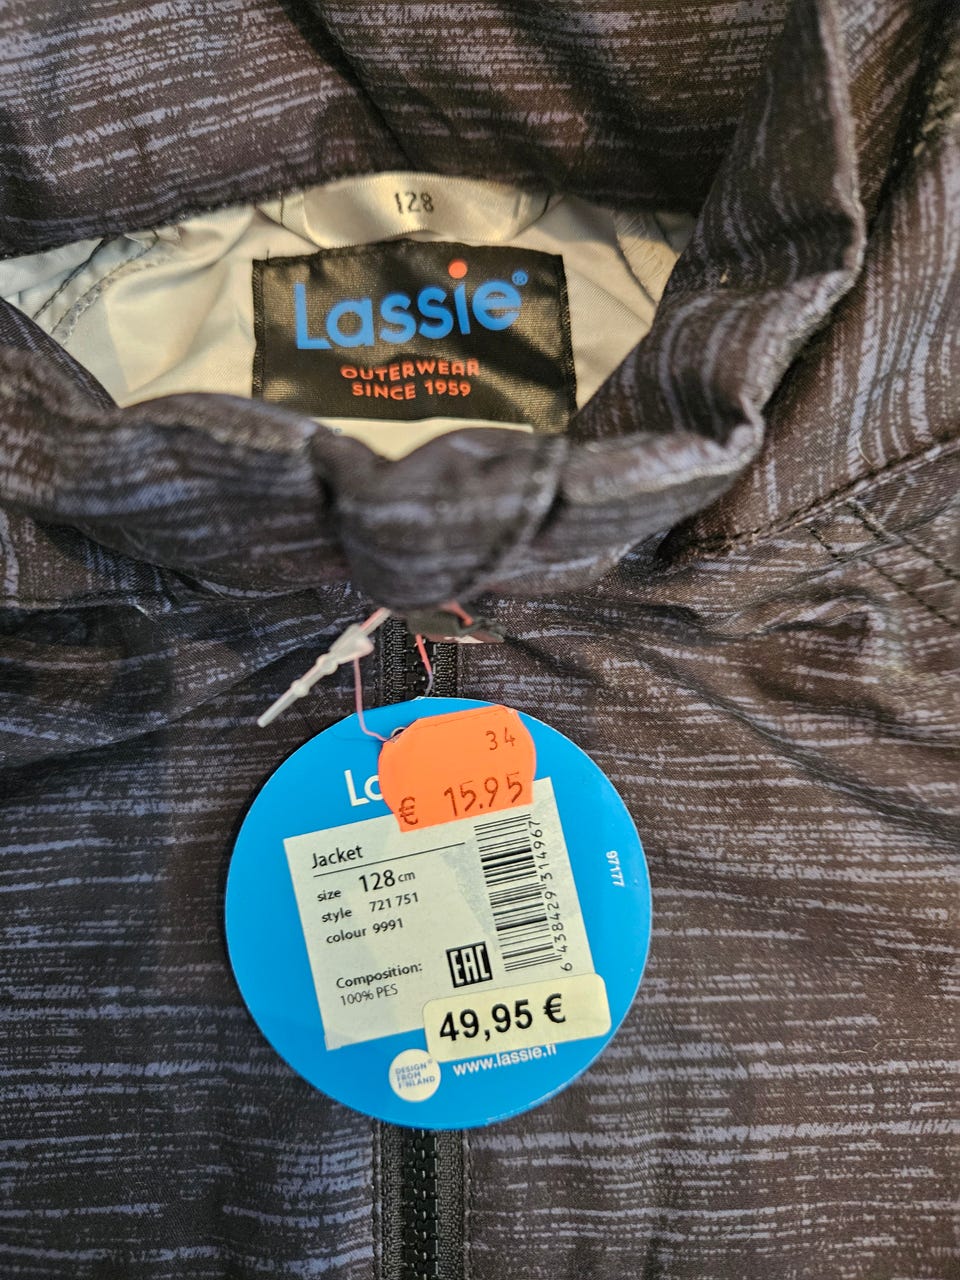 128
Lassie®
OUTERWEAR
SINCE 1959
34
€ 15.95
Jacket
size 128 cm
style 721 751
colour 9991
Composition:
100% PES
EAC
6 438429 314967
97177
49,95 €
DESIGN
FROM
FINLAND
www.lassie.fi